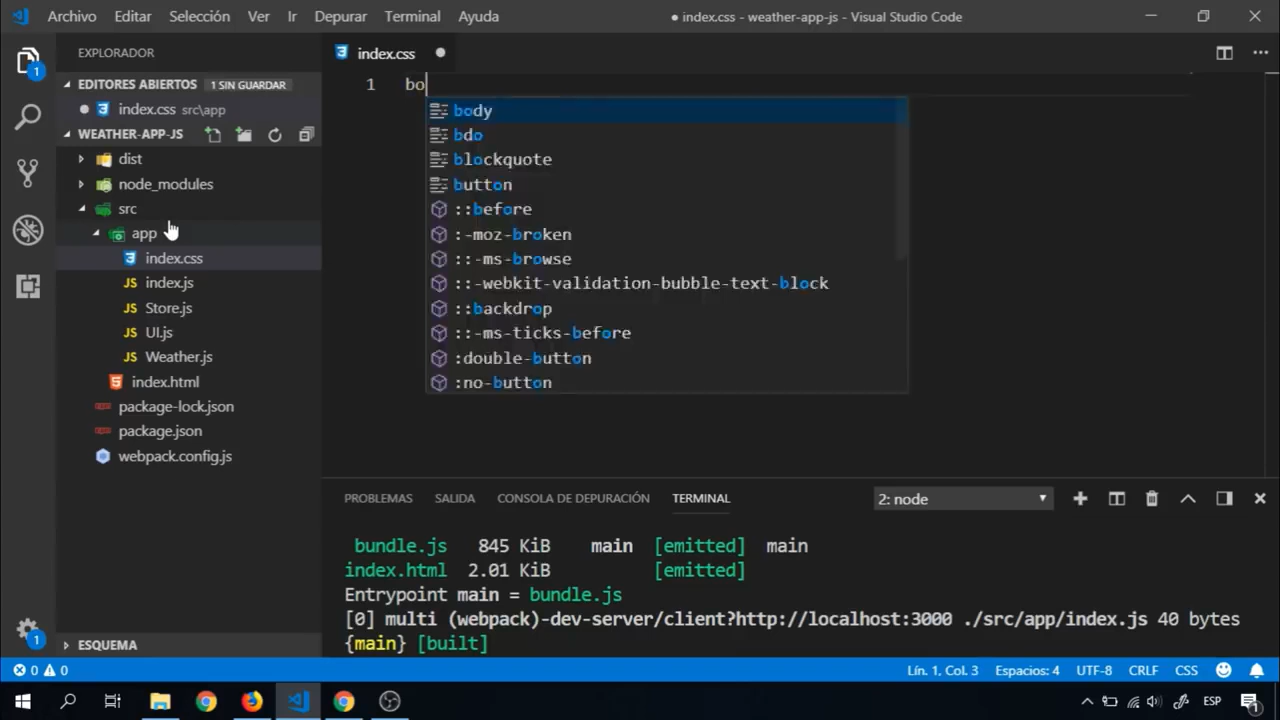 Archivo Editar Selección Ver Ir Depurar Terminal Ayuda ● index.css - weather-app-js - Visual Studio Code
EXPLORADOR
EDITORES ABIERTOS 1 SIN GUARDAR
index.css src\app
WEATHER-APP-JS
dist
node_modules
src
app
index.css
index.js
Store.js
UI.js
Weather.js
index.html
package-lock.json
package.json
webpack.config.js
ESQUEMA
1
1
index.css ●
1 bo
body
bdo
blockquote
button
::before
:-moz-broken
::-ms-browse
::-webkit-validation-bubble-text-block
::backdrop
::-ms-ticks-before
:double-button
:no-button
PROBLEMAS SALIDA CONSOLA DE DEPURACIÓN TERMINAL 2: node
bundle.js 845 KiB main [emitted] main
index.html 2.01 KiB [emitted]
Entrypoint main = bundle.js
[0] multi (webpack)-dev-server/client?http://localhost:3000 ./src/app/index.js 40 bytes
{main} [built]
0 0 Lín. 1, Col. 3 Espacios: 4 UTF-8 CRLF CSS
ESP 1